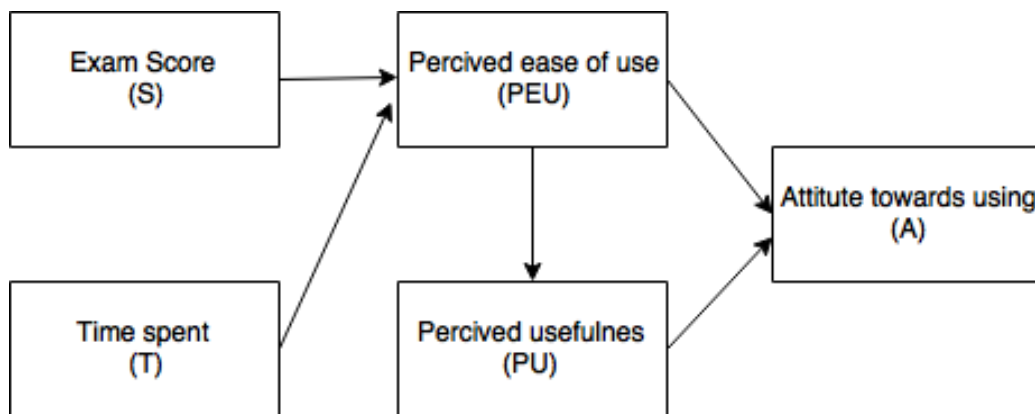 Exam Score
(S)
Percived ease of use
(PEU)
Attitute towards using
(A)
Time spent
(T)
Percived usefulnes
(PU)